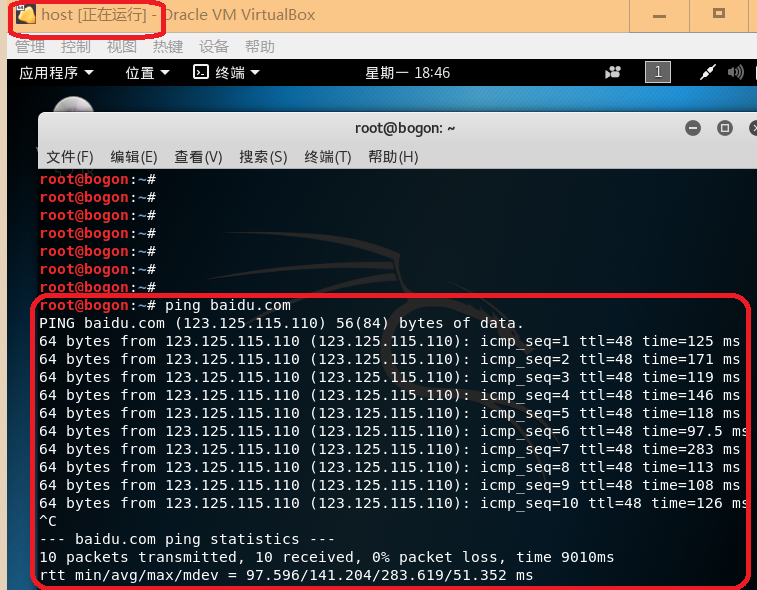 host [正在运行] - Oracle VM VirtualBox
管理 控制 视图 热键 设备 帮助
应用程序 位置 终端 星期一 18:46 1
root@bogon: ~
文件(F) 编辑(E) 查看(V) 搜索(S) 终端(T) 帮助(H)
root@bogon:~#
root@bogon:~#
root@bogon:~#
root@bogon:~#
root@bogon:~#
root@bogon:~#
root@bogon:~#
root@bogon:~# ping baidu.com
PING baidu.com (123.125.115.110) 56(84) bytes of data.
64 bytes from 123.125.115.110 (123.125.115.110): icmp_seq=1 ttl=48 time=125 ms
64 bytes from 123.125.115.110 (123.125.115.110): icmp_seq=2 ttl=48 time=171 ms
64 bytes from 123.125.115.110 (123.125.115.110): icmp_seq=3 ttl=48 time=119 ms
64 bytes from 123.125.115.110 (123.125.115.110): icmp_seq=4 ttl=48 time=146 ms
64 bytes from 123.125.115.110 (123.125.115.110): icmp_seq=5 ttl=48 time=118 ms
64 bytes from 123.125.115.110 (123.125.115.110): icmp_seq=6 ttl=48 time=97.5 ms
64 bytes from 123.125.115.110 (123.125.115.110): icmp_seq=7 ttl=48 time=283 ms
64 bytes from 123.125.115.110 (123.125.115.110): icmp_seq=8 ttl=48 time=113 ms
64 bytes from 123.125.115.110 (123.125.115.110): icmp_seq=9 ttl=48 time=108 ms
64 bytes from 123.125.115.110 (123.125.115.110): icmp_seq=10 ttl=48 time=126 ms
^C
--- baidu.com ping statistics ---
10 packets transmitted, 10 received, 0% packet loss, time 9010ms
rtt min/avg/max/mdev = 97.596/141.204/283.619/51.352 ms